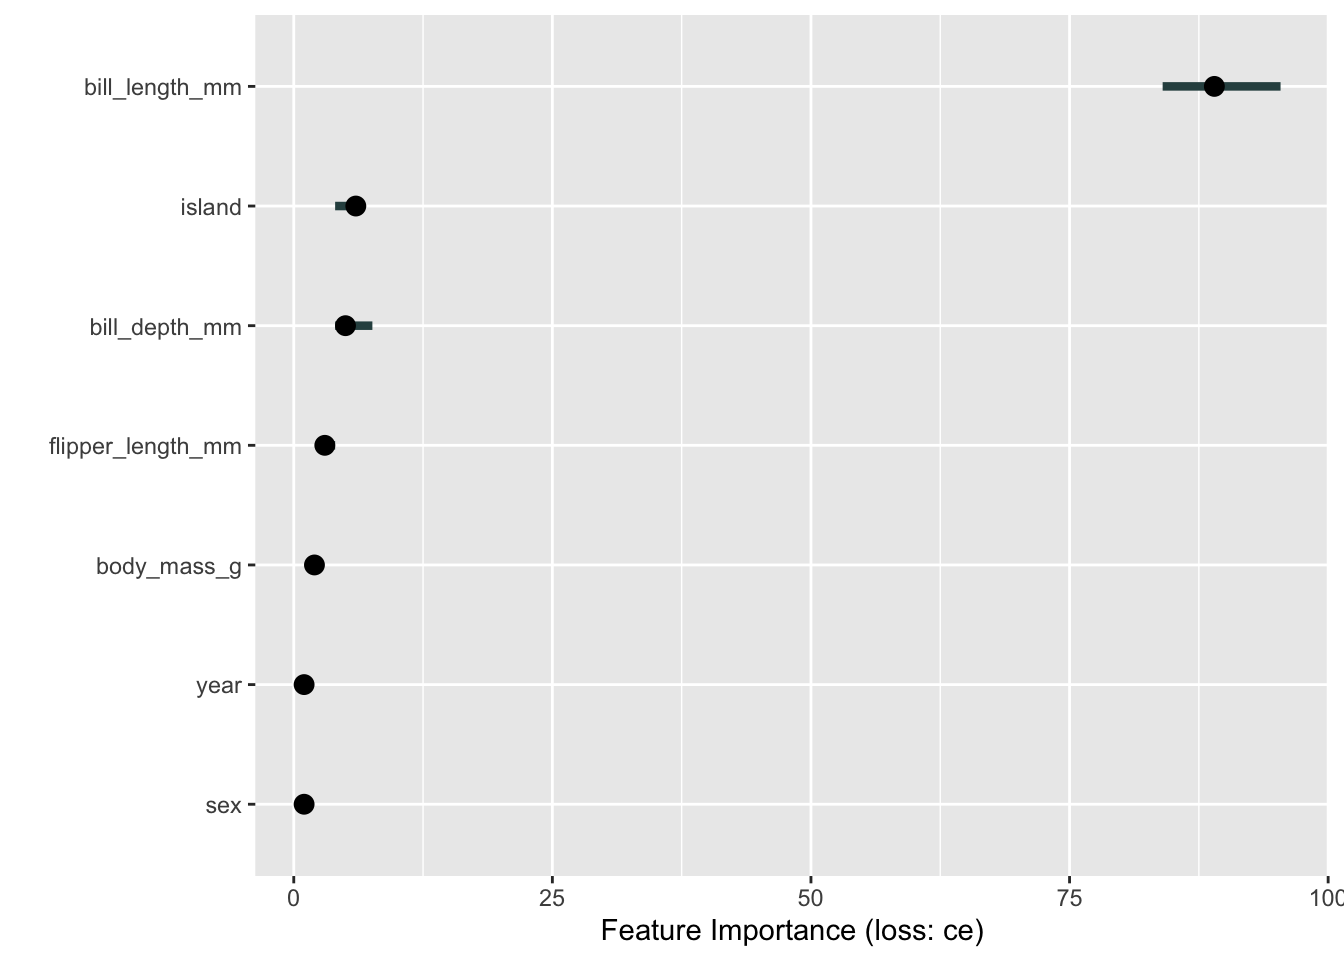 bill_length_mm
island
bill_depth_mm
flipper_length_mm
body_mass_g
year
sex
0 25 50 75 100
Feature Importance (loss: ce)